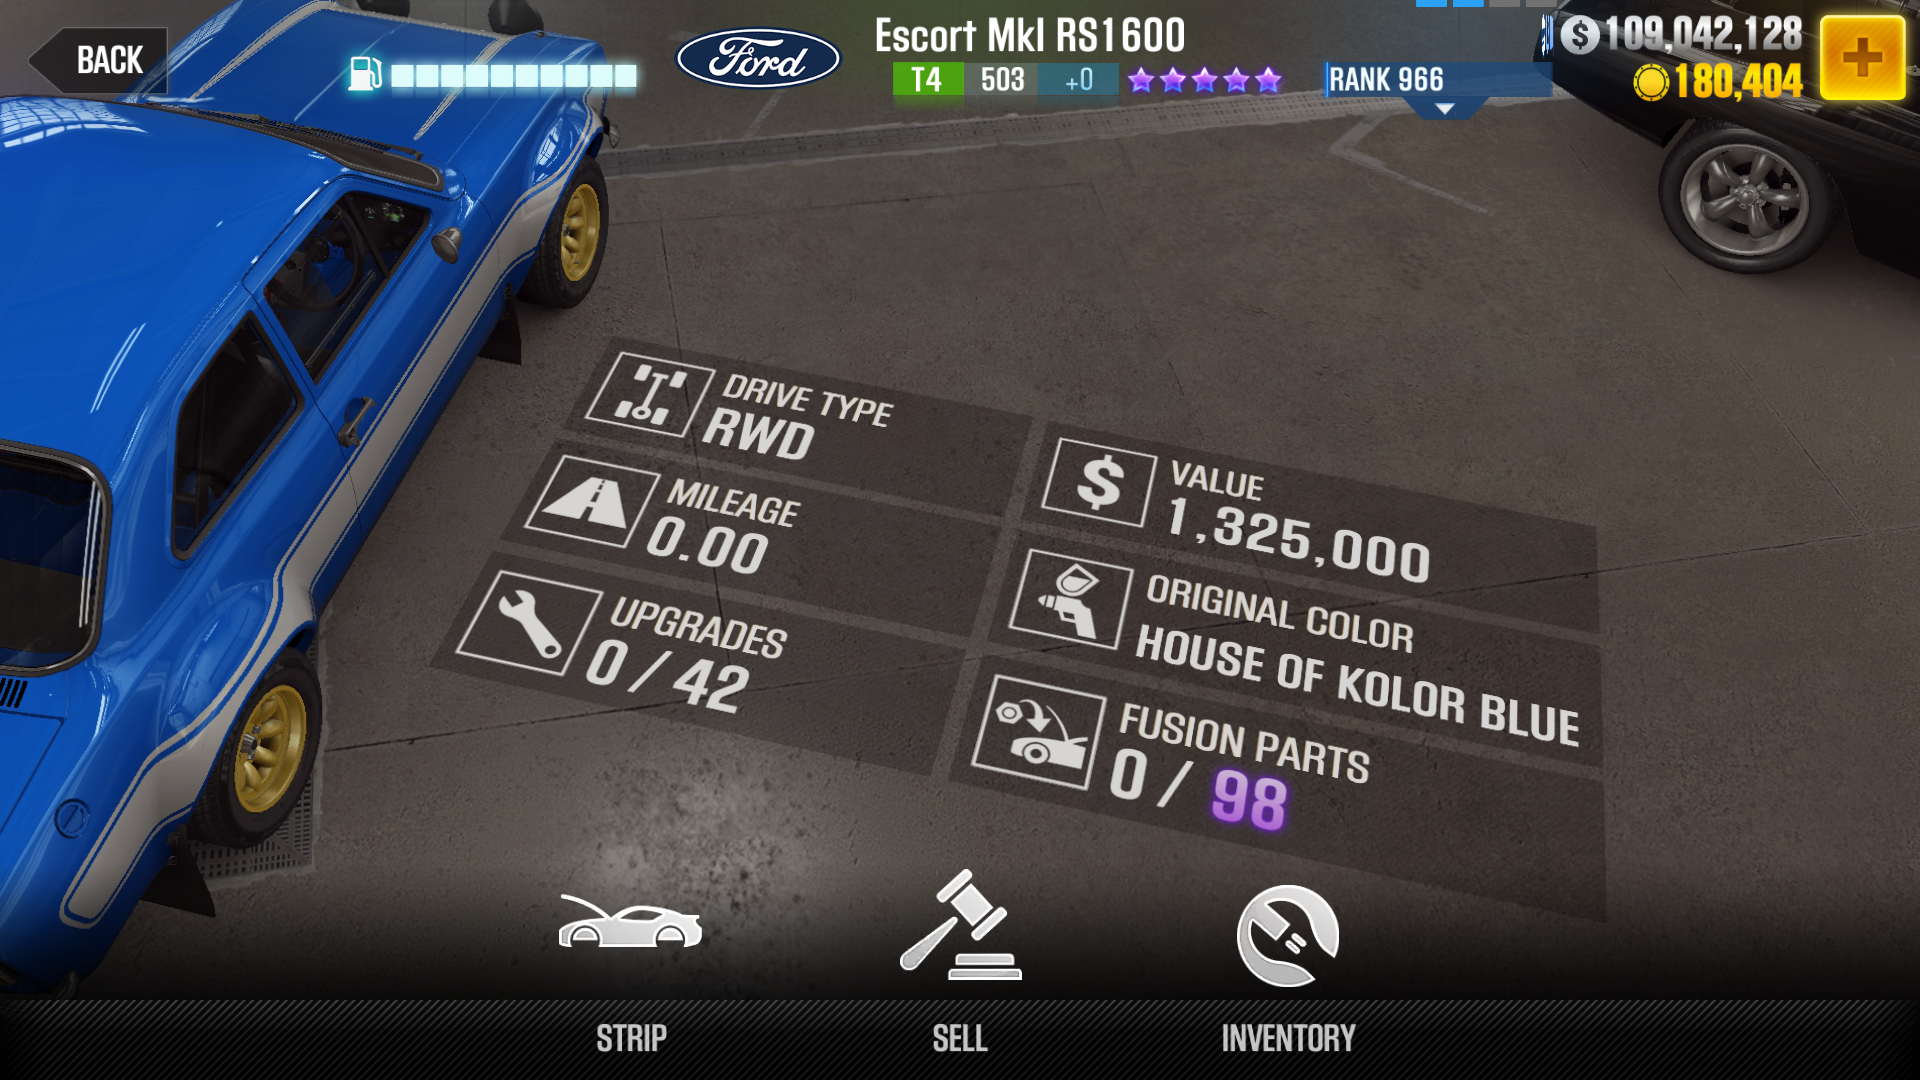 BACK
Ford
Escort MkI RS1600
T4 503 +0
RANK 966
109,042,128
180,404
DRIVE TYPE
RWD
MILEAGE
0.00
UPGRADES
0/42
VALUE
1,325,000
ORIGINAL COLOR
HOUSE OF KOLOR BLUE
FUSION PARTS
0/ 98
STRIP
SELL
INVENTORY